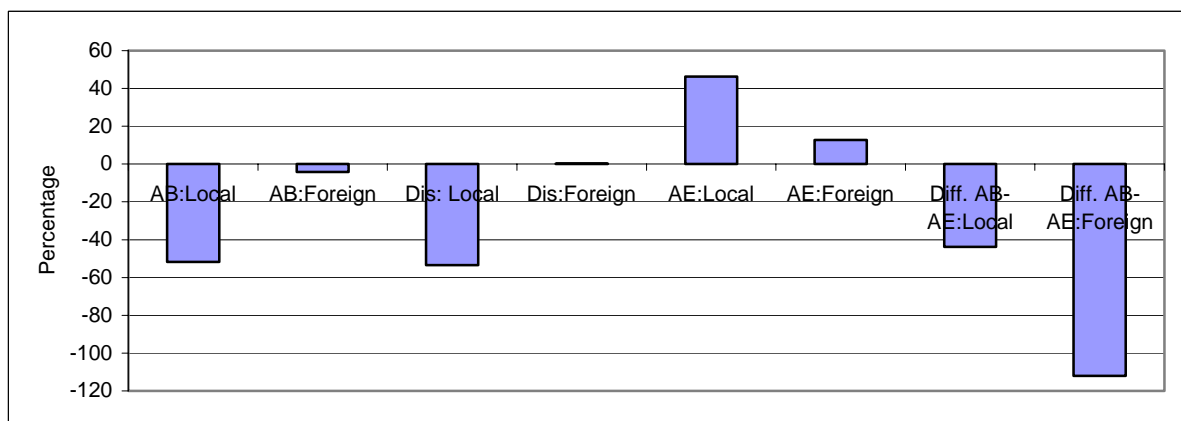 60
40
20
0
-20
-40
-60
-80
-100
-120
Percentage
AB:Local
AB:Foreign
Dis: Local
Dis:Foreign
AE:Local
AE:Foreign
Diff. AB-
AE:Local
Diff. AB-
AE:Foreign